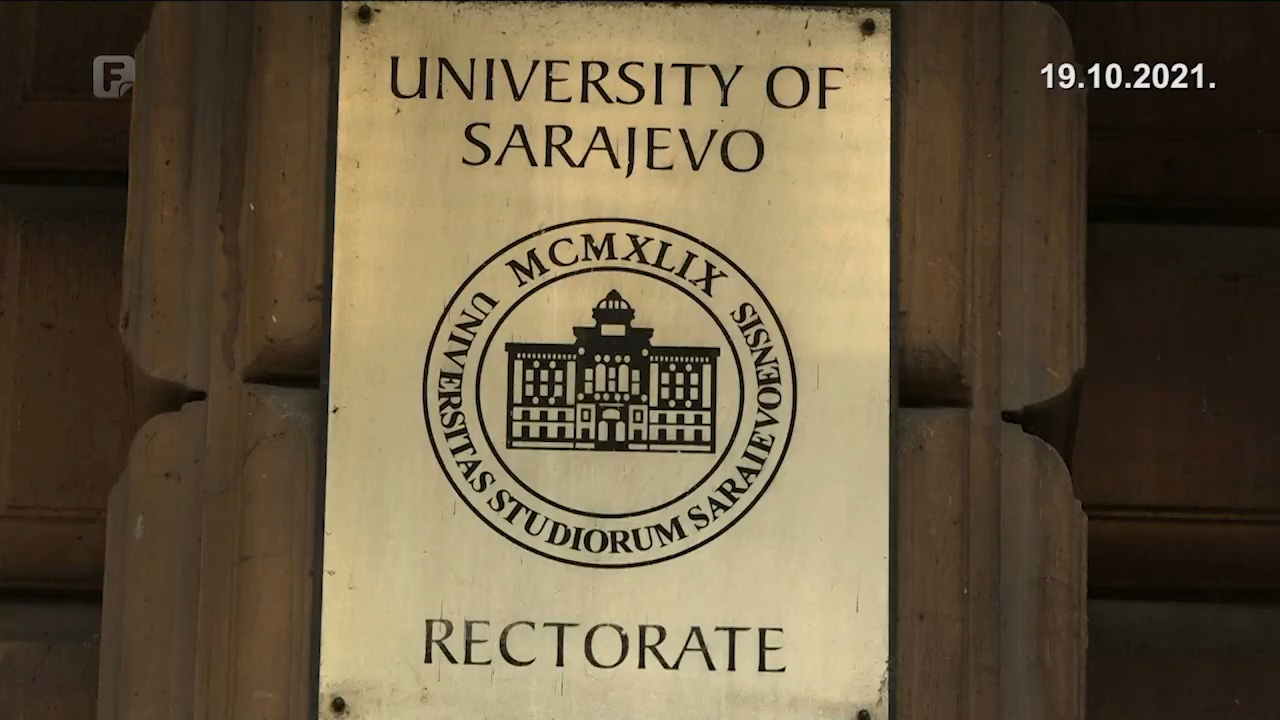 F
19.10.2021.
UNIVERSITY OF
SARAJEVO
MCMXLIX
UNIVERSITAS STUDIORUM SARAIEVOENSIS
RECTORATE